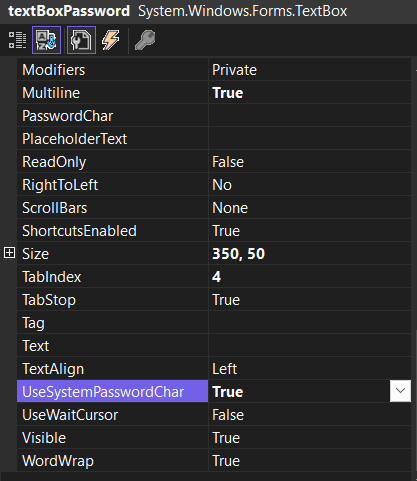 textBoxPassword System.Windows.Forms.TextBox
Modifiers Private
Multiline True
PasswordChar
PlaceholderText
ReadOnly False
RightToLeft No
ScrollBars None
ShortcutsEnabled True
Size 350, 50
TabIndex 4
TabStop True
Tag
Text
TextAlign Left
UseSystemPasswordChar True
UseWaitCursor False
Visible True
WordWrap True